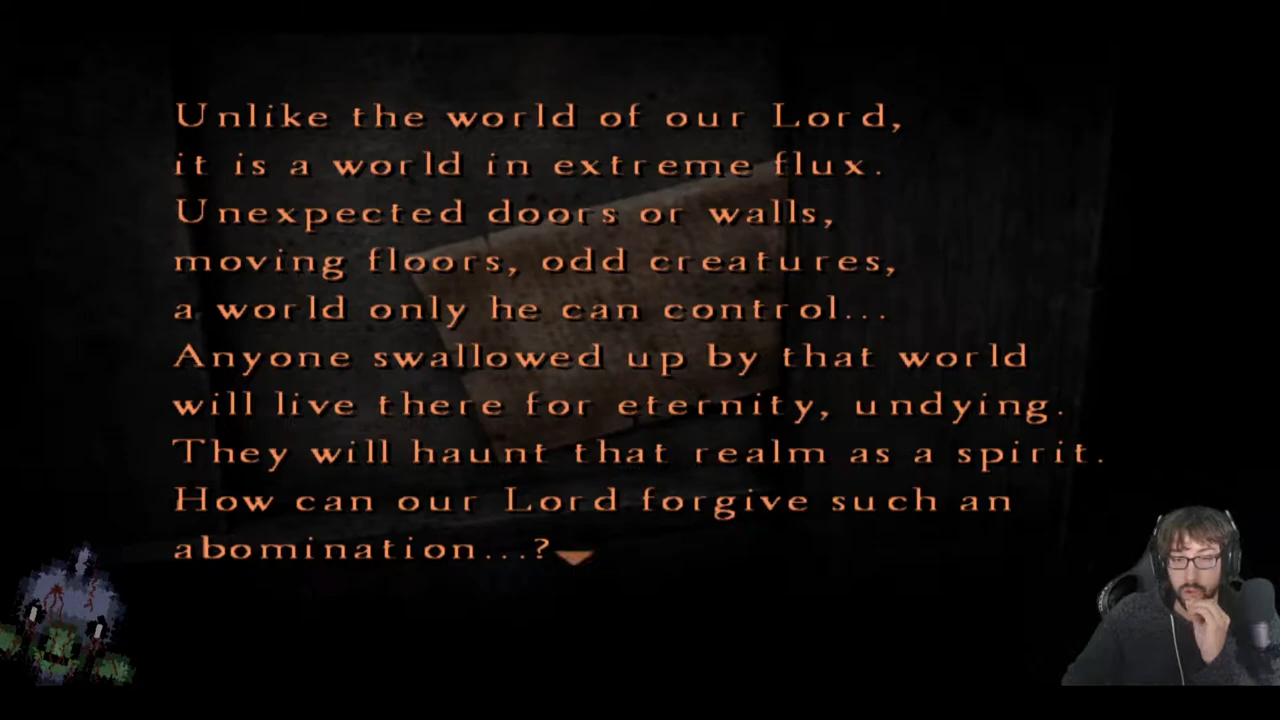 Unlike the world of our Lord,
it is a world in extreme flux.
Unexpected doors or walls,
moving floors, odd creatures,
a world only he can control...
Anyone swallowed up by that world
will live there for eternity, undying.
They will haunt that realm as a spirit.
How can our Lord forgive such an
abomination...?